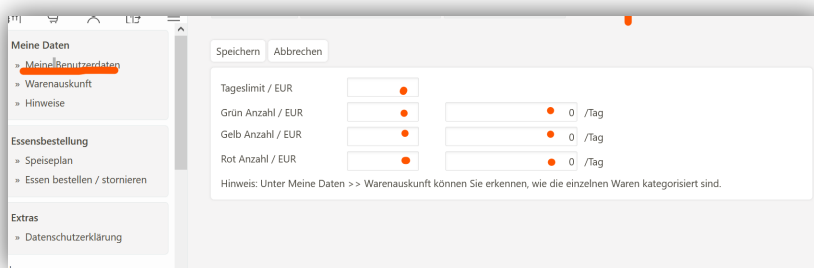 Meine Daten
» Meine Benutzerdaten
» Warenauskunft
» Hinweise
Essensbestellung
» Speiseplan
» Essen bestellen / stornieren
Extras
» Datenschutzerklärung
Speichern Abbrechen
Tageslimit / EUR
Grün Anzahl / EUR 0 /Tag
Gelb Anzahl / EUR 0 /Tag
Rot Anzahl / EUR 0 /Tag
Hinweis: Unter Meine Daten >> Warenauskunft können Sie erkennen, wie die einzelnen Waren kategorisiert sind.